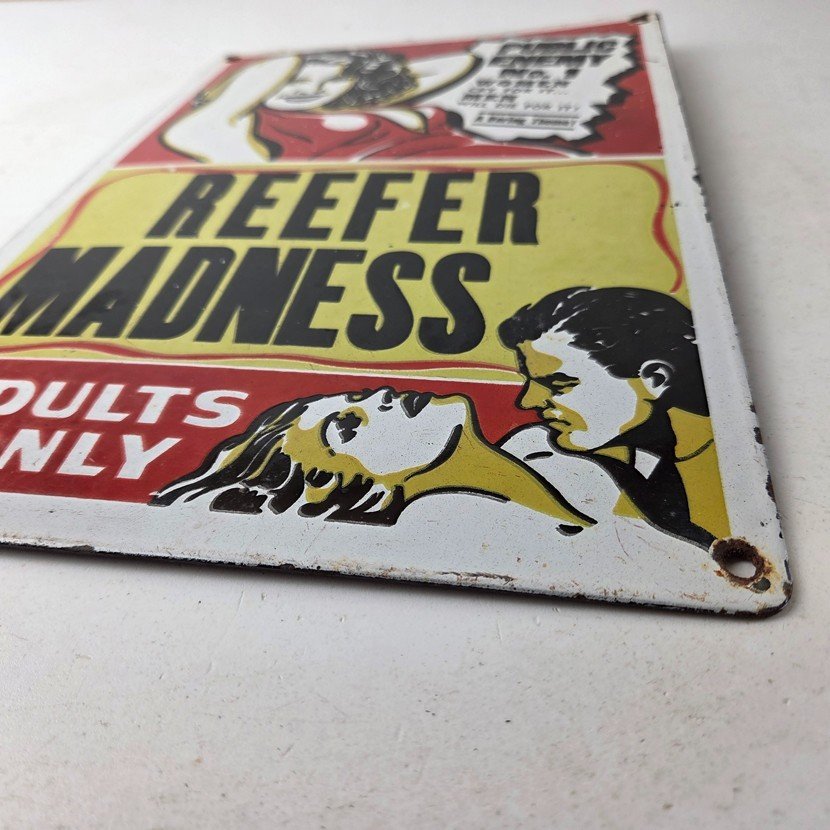 PUBLIC
ENEMY
No. 1
REEFER
MADNESS
DULTS
NLY